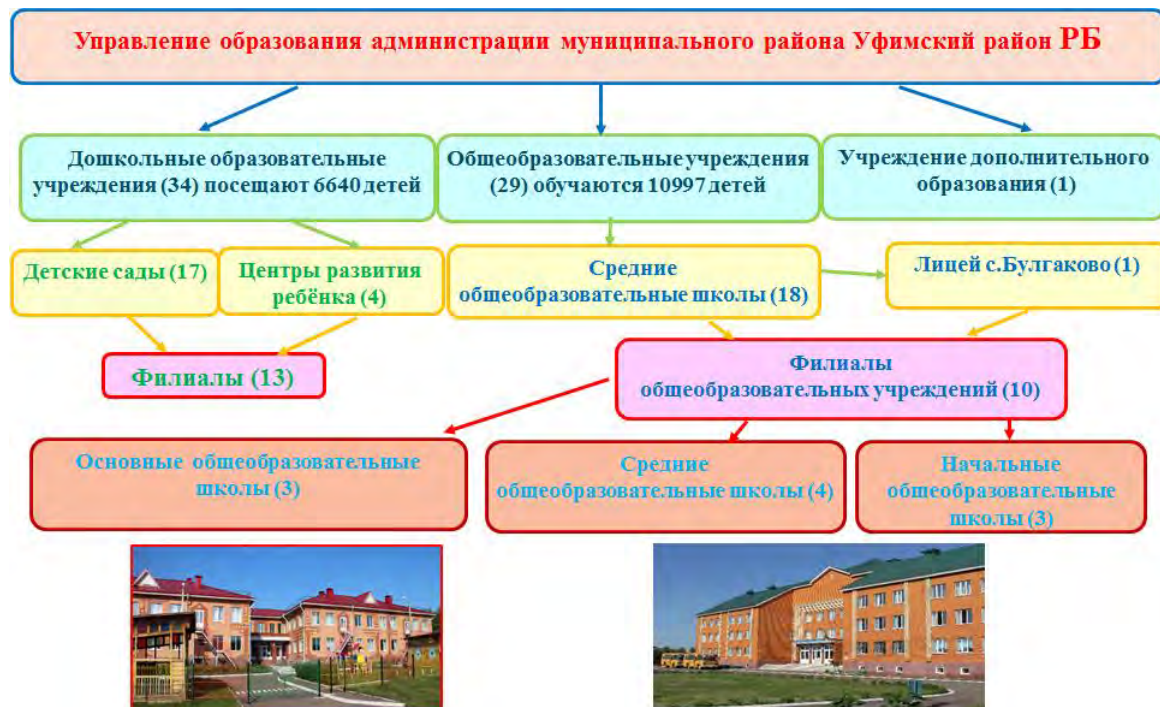 Управление образования администрации муниципального района Уфимский район РБ
Дошкольные образовательные
учреждения (34) посещают 6640 детей
Общеобразовательные учреждения
(29) обучаются 10997 детей
Учреждение дополнительного
образования (1)
Детские сады (17)
Центры развития
ребёнка (4)
Средние
общеобразовательные школы (18)
Лицей с.Булгаково (1)
Филиалы (13)
Филиалы
общеобразовательных учреждений (10)
Основные общеобразовательные
школы (3)
Средние
общеобразовательные школы (4)
Начальные
общеобразовательные
школы (3)